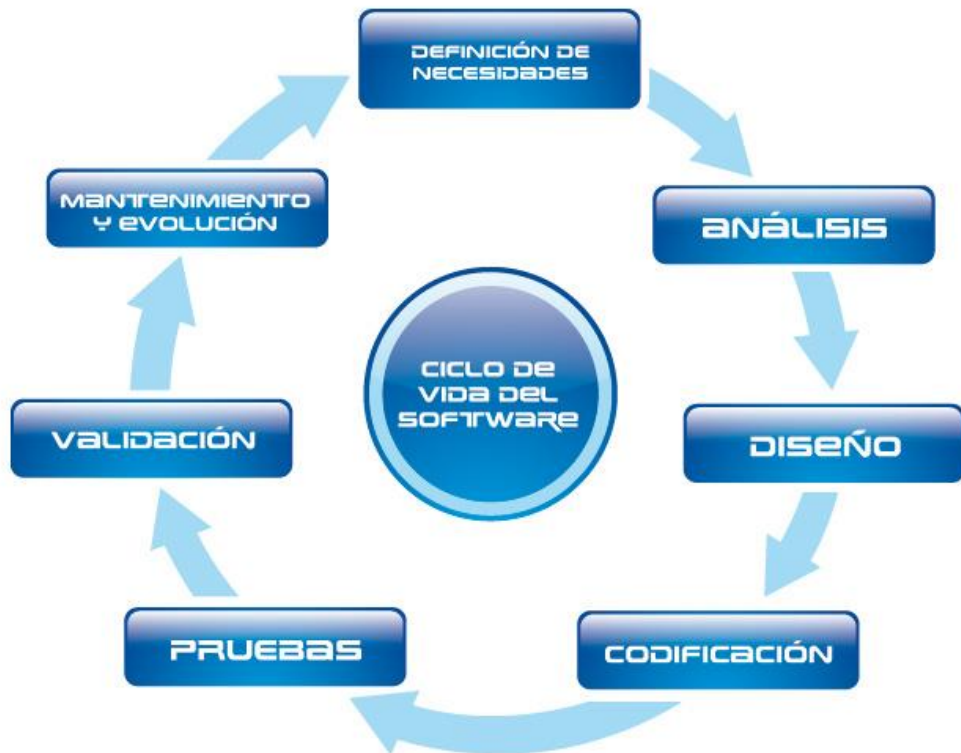 DEFINICIÓN DE
NECESIDADES
ANÁLISIS
DISEÑO
CODIFICACIÓN
PRUEBAS
VALIDACIÓN
MANTENIMIENTO
Y EVOLUCIÓN
CICLO DE
VIDA DEL
SOFTWARE